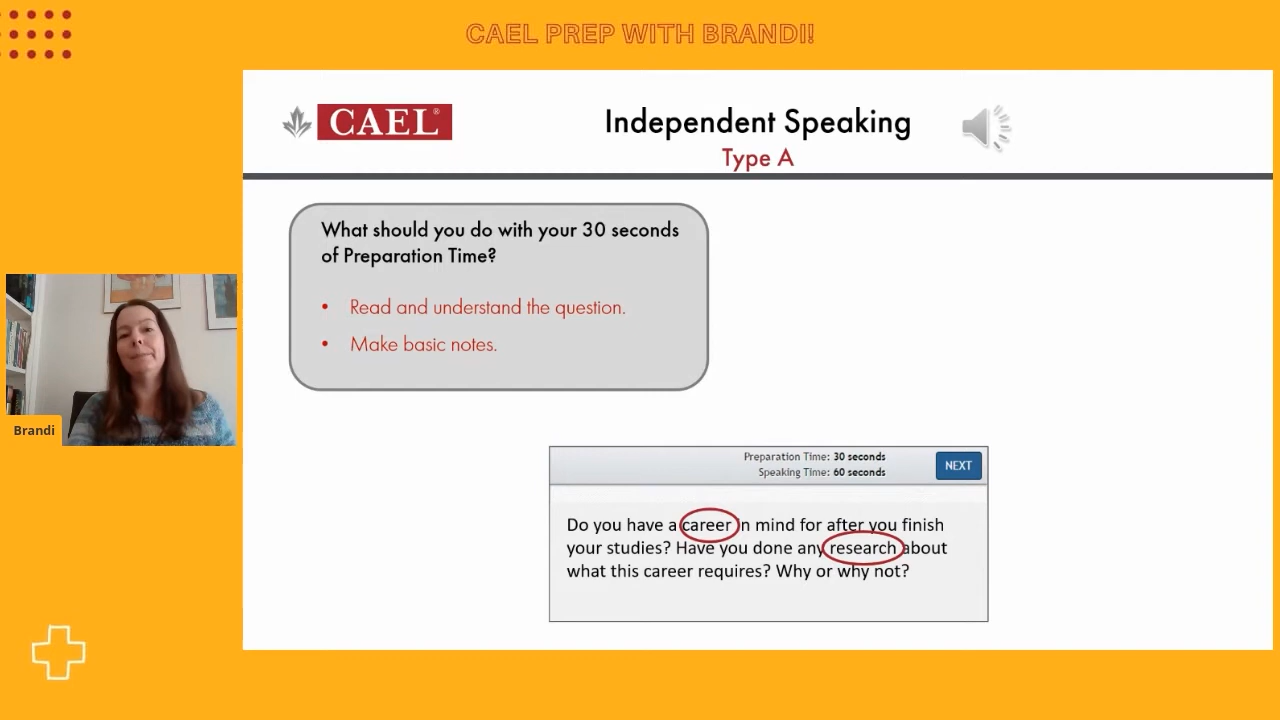 CAEL PREP WITH BRANDI!
CAEL®
Independent Speaking
Type A
What should you do with your 30 seconds
of Preparation Time?
• Read and understand the question.
• Make basic notes.
Brandi
Preparation Time: 30 seconds
Speaking Time: 60 seconds
NEXT
Do you have a career in mind for after you finish
your studies? Have you done any research about
what this career requires? Why or why not?